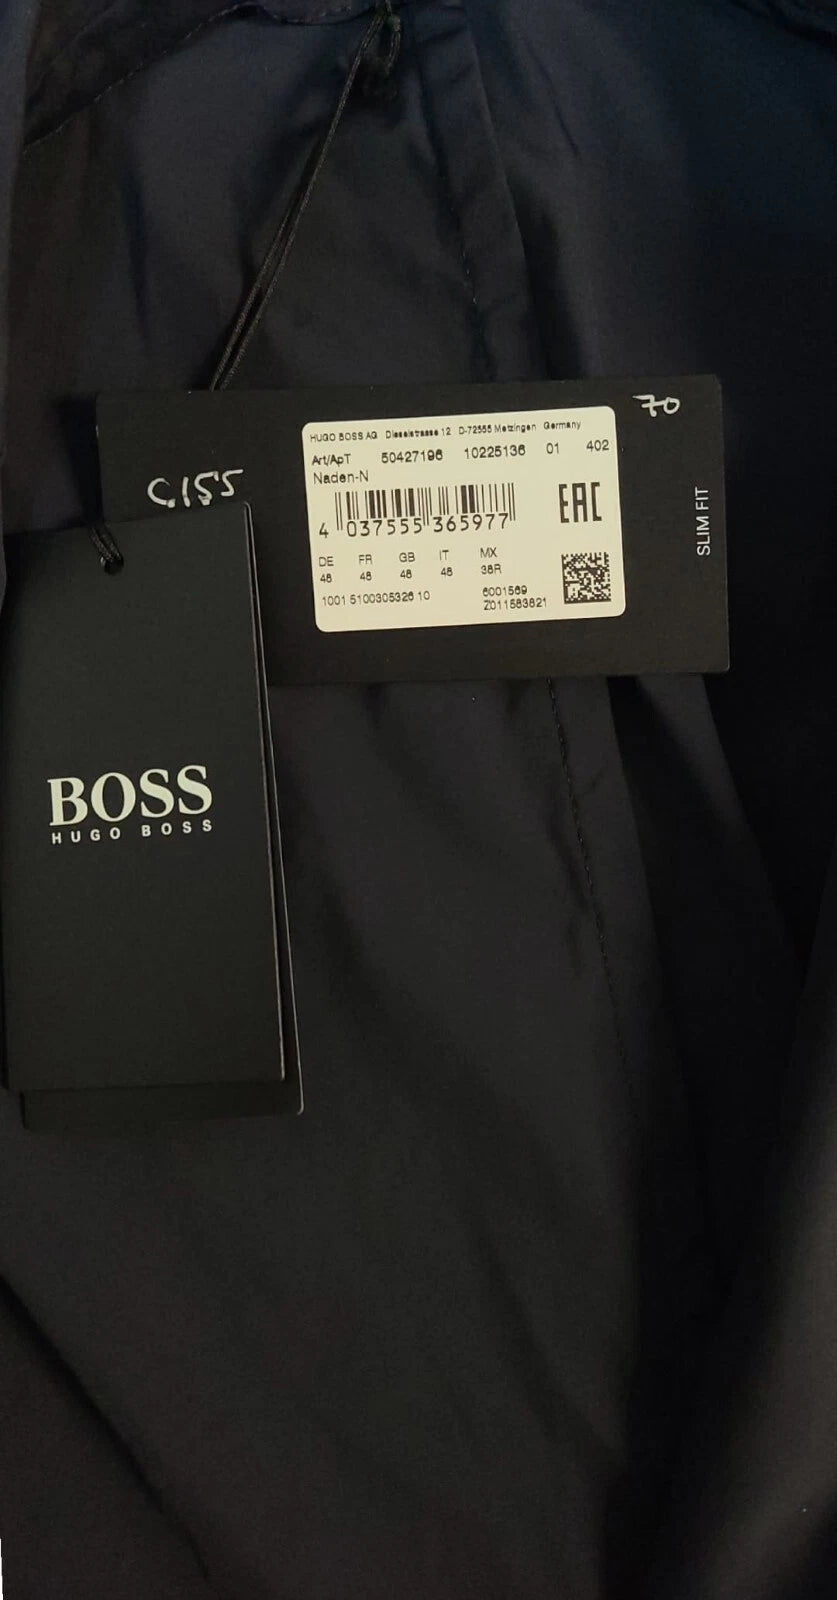 70
HUGO BOSS AG Dieselstrasse 12 D-72555 Metzingen Germany
Art/ApT 50427196 10225136 01 402
Naden-N
EAC
4 037555 365977
DE FR GB IT MX
48 48 48 48 38R
1001 5100305326 10 6001569
Z011583821
SLIM FIT
C155
BOSS
HUGO BOSS